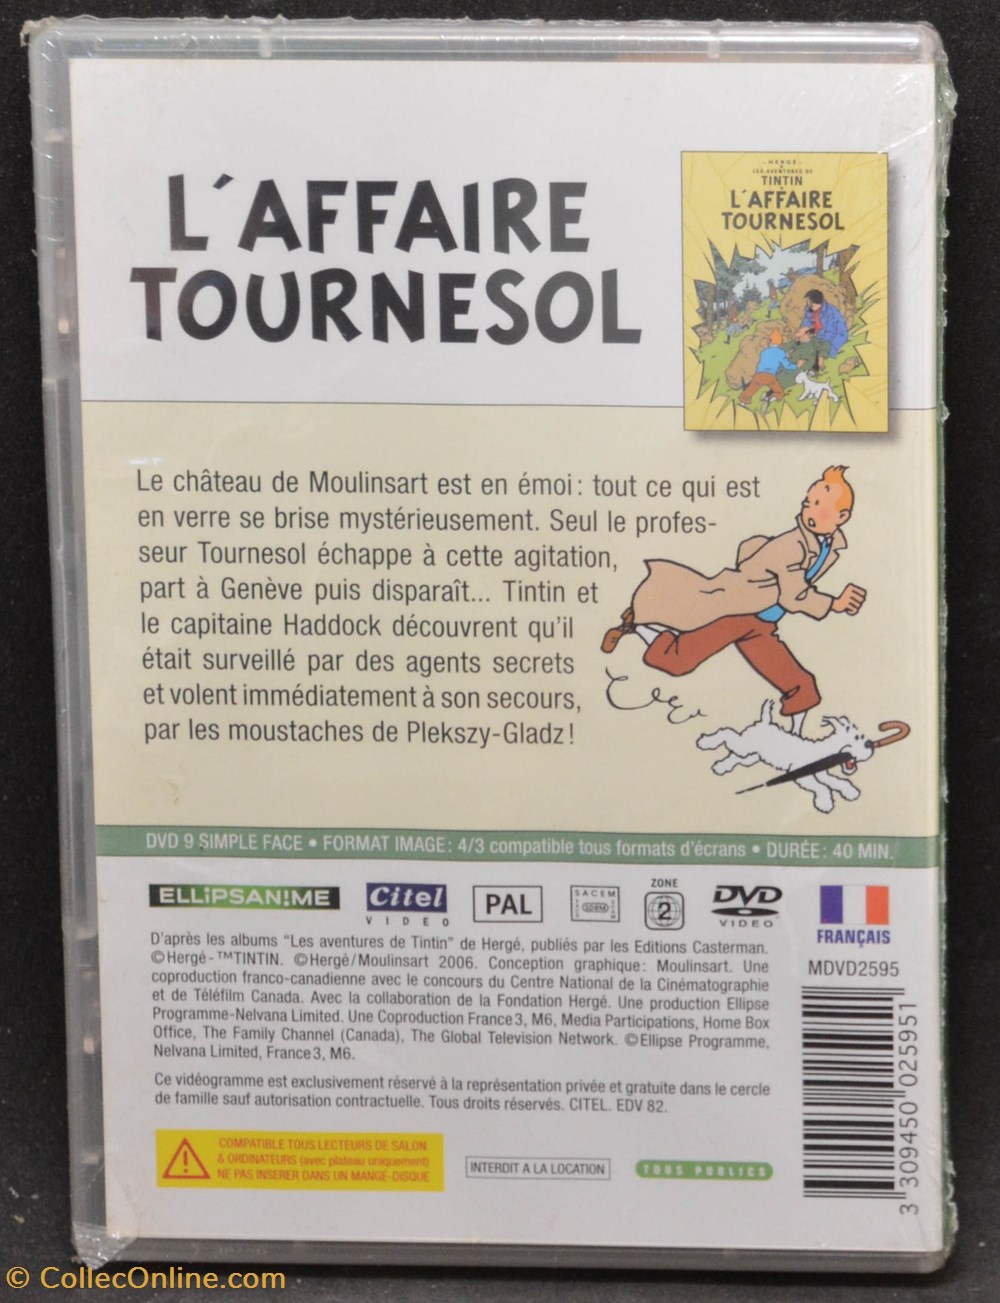 L'AFFAIRE
TOURNESOL
- HERGÉ -
LES AVENTURES DE
TINTIN
L'AFFAIRE
TOURNESOL
Le château de Moulinsart est en émoi : tout ce qui est
en verre se brise mystérieusement. Seul le profes-
seur Tournesol échappe à cette agitation,
part à Genève puis disparaît... Tintin et
le capitaine Haddock découvrent qu'il
était surveillé par des agents secrets
et volent immédiatement à son secours,
par les moustaches de Plekszy-Gladz !
DVD 9 SIMPLE FACE • FORMAT IMAGE : 4/3 compatible tous formats d'écrans • DURÉE : 40 MIN.
ELLiPSAN!ME
Citel
VIDEO
PAL
SACEM
SDRM
ZONE
2
DVD
VIDEO
FRANÇAIS
D'après les albums "Les aventures de Tintin" de Hergé, publiés par les Editions Casterman.
©Hergé-™TINTIN. ©Hergé/Moulinsart 2006. Conception graphique: Moulinsart. Une
coproduction franco-canadienne avec le concours du Centre National de la Cinématographie
et de Téléfilm Canada. Avec la collaboration de la Fondation Hergé. Une production Ellipse
Programme-Nelvana Limited. Une Coproduction France3, M6, Media Participations, Home Box
Office, The Family Channel (Canada), The Global Television Network. ©Ellipse Programme,
Nelvana Limited, France3, M6.
Ce vidéogramme est exclusivement réservé à la représentation privée et gratuite dans le cercle
de famille sauf autorisation contractuelle. Tous droits réservés. CITEL. EDV 82.
MDVD2595
3 309450 025951
COMPATIBLE TOUS LECTEURS DE SALON
& ORDINATEURS (avec plateau uniquement)
NE PAS INSERER DANS UN MANGE-DISQUE
INTERDIT A LA LOCATION
TOUS PUBLICS
© CollecOnline.com